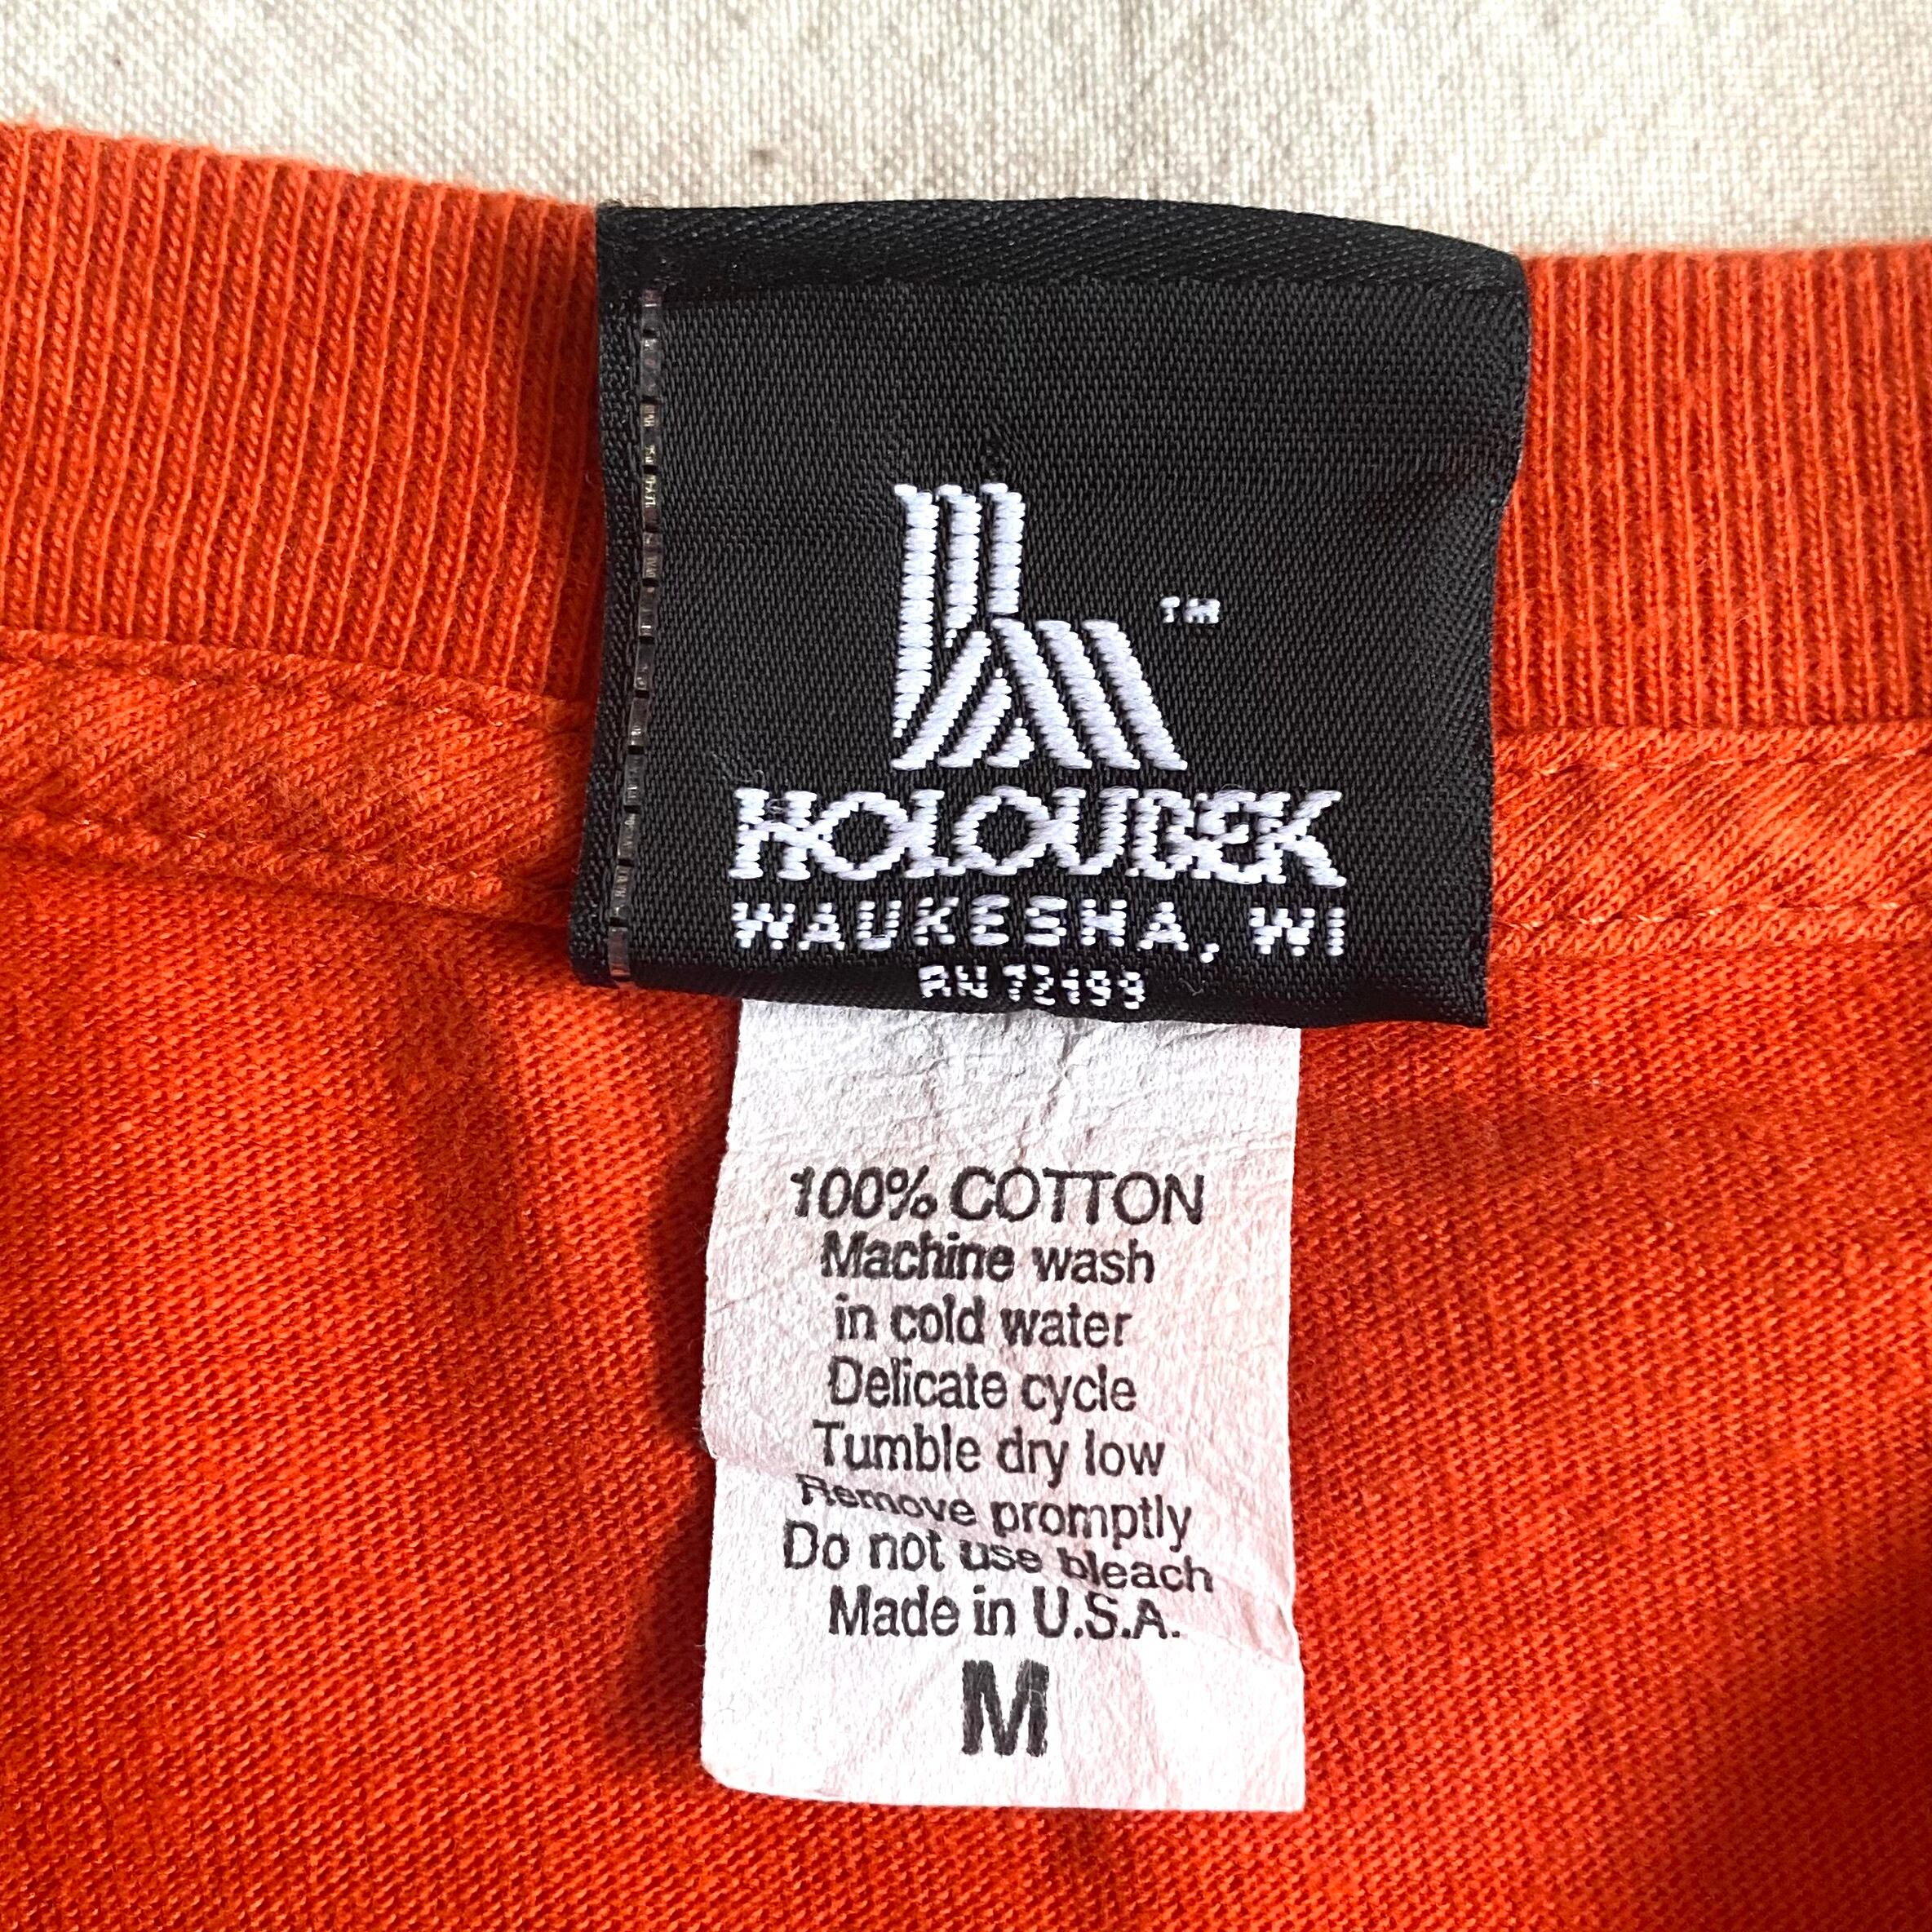 TM
HOLOUBEK
WAUKESHA, WI
RN 72499
100% COTTON
Machine wash
in cold water
Delicate cycle
Tumble dry low
Remove promptly
Do not use bleach
Made in U.S.A.
M